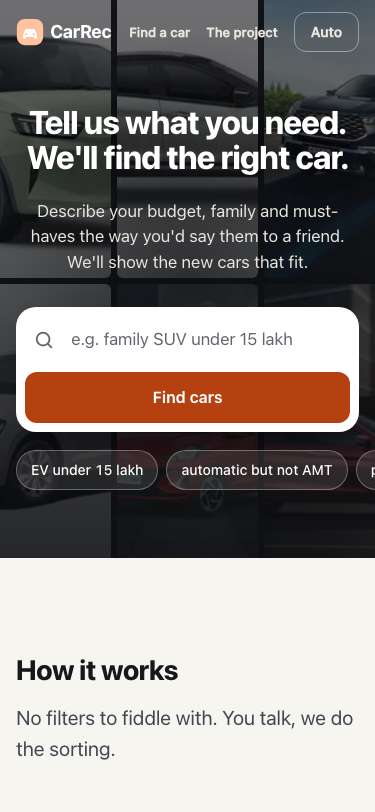 CarRec
Find a car
The project
Auto
Tell us what you need.
We'll find the right car.
Describe your budget, family and must-
haves the way you'd say them to a friend.
We'll show the new cars that fit.
e.g. family SUV under 15 lakh
Find cars
EV under 15 lakh
automatic but not AMT
How it works
No filters to fiddle with. You talk, we do
the sorting.